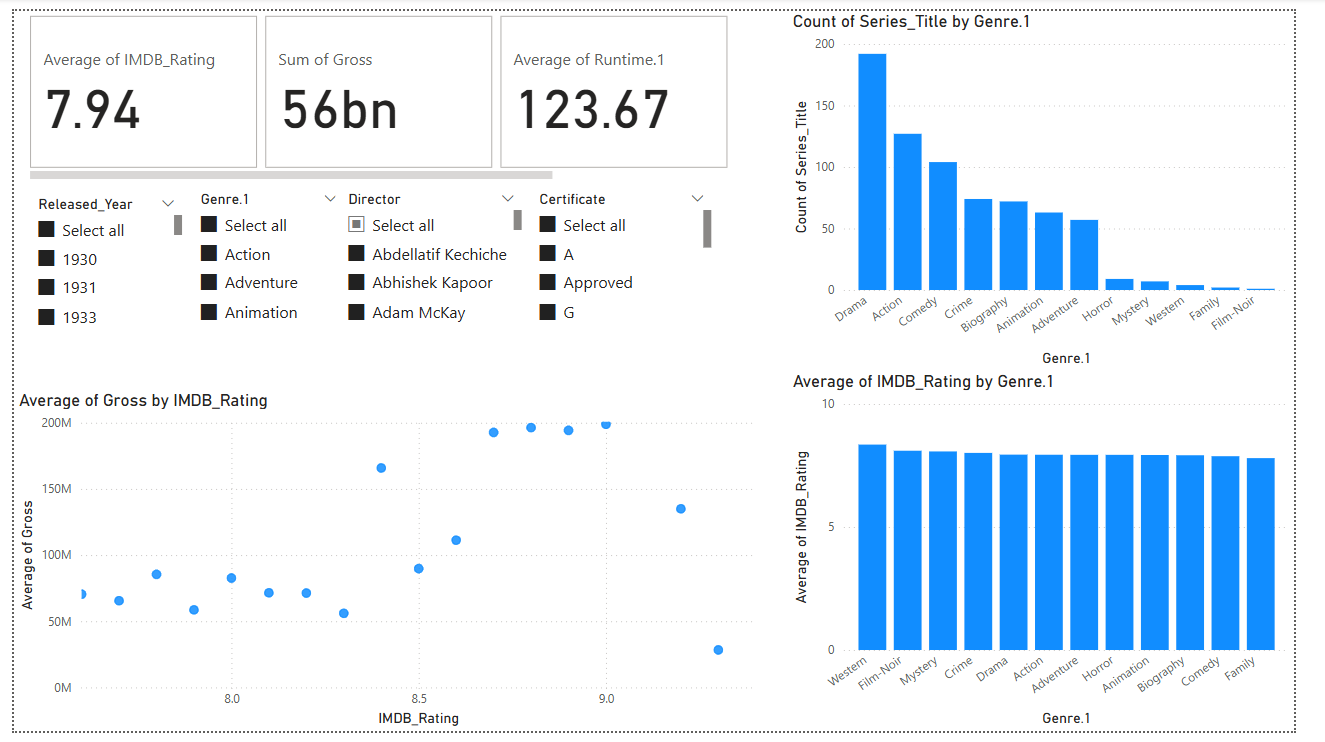 Average of IMDB_Rating
7.94
Sum of Gross
56bn
Average of Runtime.1
123.67
Released_Year
Select all
1930
1931
1933
Genre.1
Select all
Action
Adventure
Animation
Director
Select all
Abdellatif Kechiche
Abhishek Kapoor
Adam McKay
Certificate
Select all
A
Approved
G
Average of Gross by IMDB_Rating
Average of Gross
200M
150M
100M
50M
0M
8.0 8.5 9.0
IMDB_Rating
Count of Series_Title by Genre.1
Count of Series_Title
200
150
100
50
0
Drama Action Comedy Crime Biography Animation Adventure Horror Mystery Western Family Film-Noir
Genre.1
Average of IMDB_Rating by Genre.1
Average of IMDB_Rating
10
5
0
Western Film-Noir Mystery Crime Drama Action Adventure Horror Animation Biography Comedy Family
Genre.1